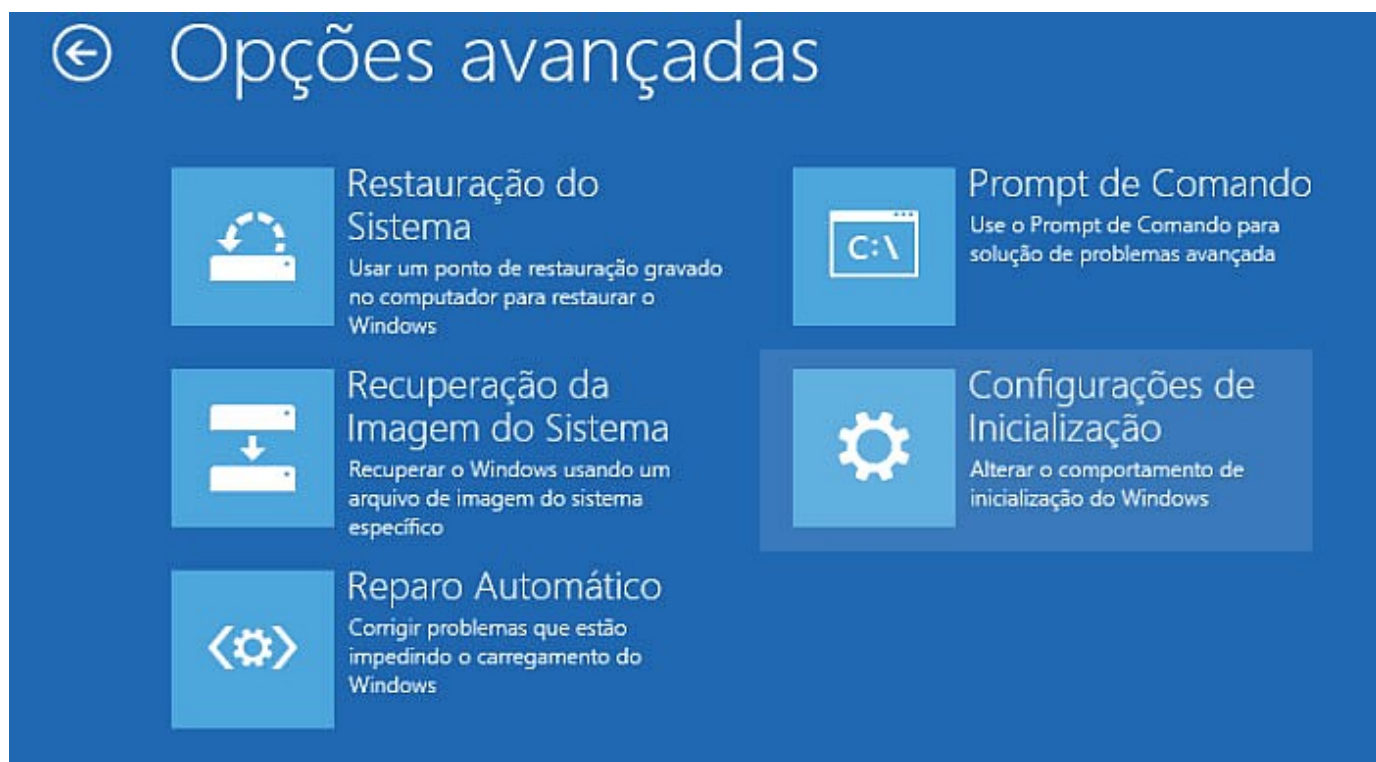 Opções avançadas
Restauração do
Sistema
Usar um ponto de restauração gravado
no computador para restaurar o
Windows
Recuperação da
Imagem do Sistema
Recuperar o Windows usando um
arquivo de imagem do sistema
específico
Reparo Automático
Corrigir problemas que estão
impedindo o carregamento do
Windows
C:\
Prompt de Comando
Use o Prompt de Comando para
solução de problemas avançada
Configurações de
Inicialização
Alterar o comportamento de
inicialização do Windows